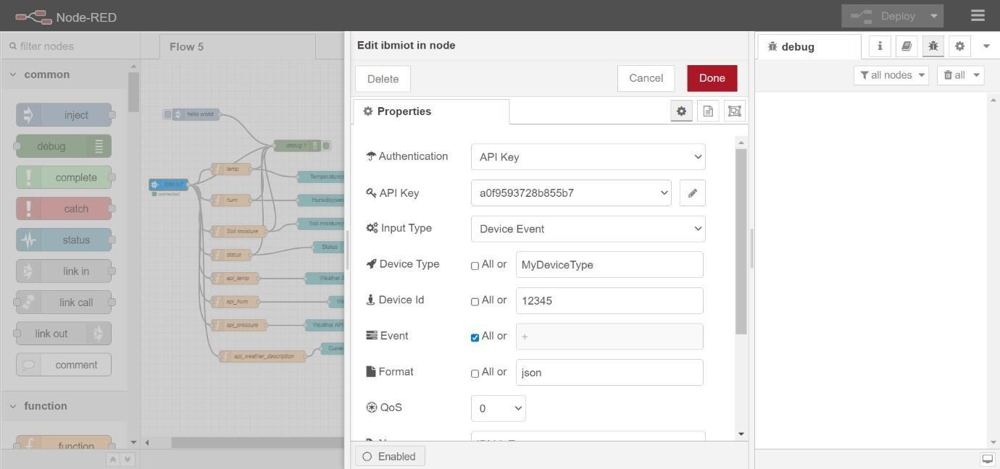 Node-RED
Deploy
filter nodes
Flow 5
Edit ibmiot in node
debug
common
Delete
Cancel
Done
all nodes
all
Properties
inject
debug
complete
catch
status
link in
link call
link out
comment
function
function
hello world
debug 1
temp
Temperature(
IBM IoT
connected
hum
Humidity(sen
Soil moisture
Soil moisture(s
status
Status
api_temp
Weather A
api_hum
We
api_pressure
Weather API
api_weather_description
Curre
Authentication
API Key
API Key
a0f9593728b855b7
Input Type
Device Event
Device Type
All or
MyDeviceType
Device Id
All or
12345
Event
All or
+
Format
All or
json
QoS
0
Enabled